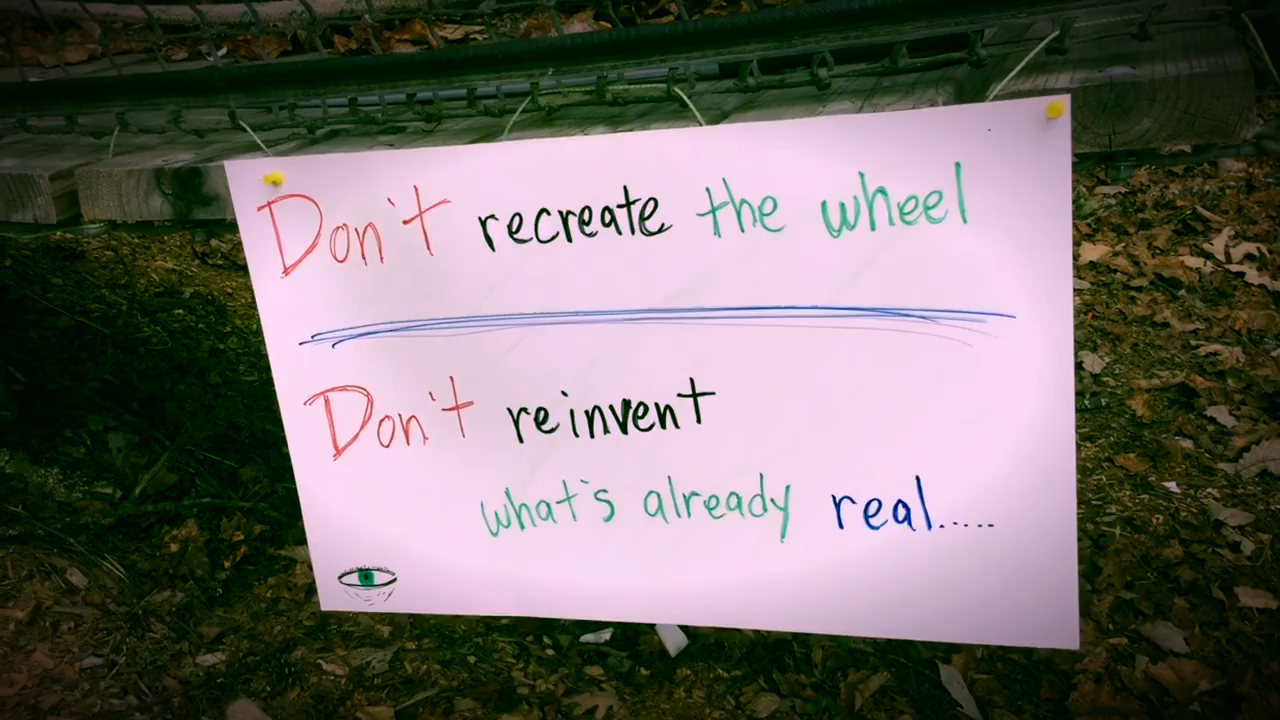 Don't recreate the wheel
Don't reinvent
what's already real.....